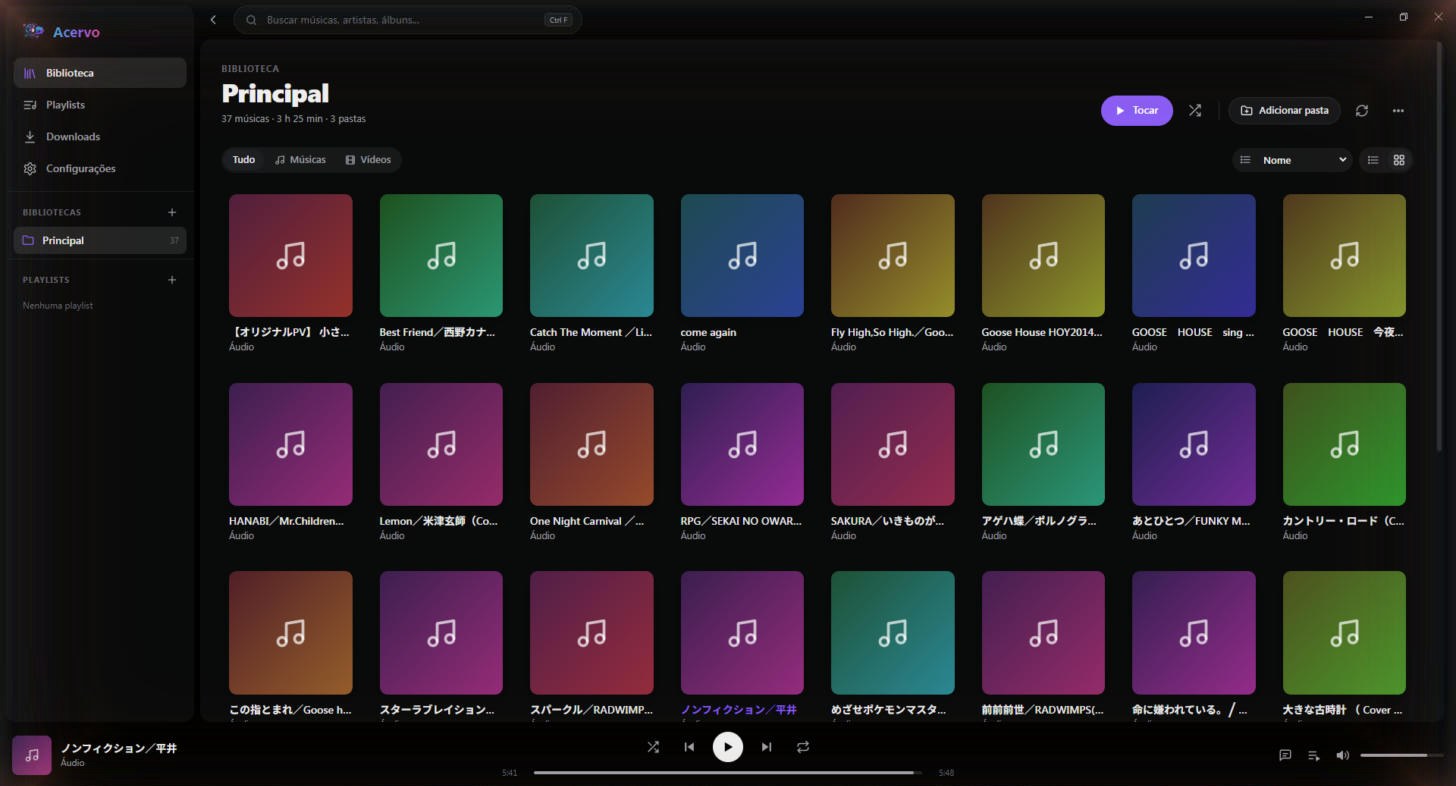 Acervo
Buscar músicas, artistas, álbuns...
Ctrl F
Biblioteca
Playlists
Downloads
Configurações
BIBLIOTECAS
Principal
37
PLAYLISTS
Nenhuma playlist
BIBLIOTECA
Principal
37 músicas · 3 h 25 min · 3 pastas
Tocar
Adicionar pasta
Tudo
Músicas
Vídeos
Nome
【オリジナルPV】 小さ...
Áudio
Best Friend／西野カナ...
Áudio
Catch The Moment ／Li...
Áudio
come again
Áudio
Fly High,So High.／Goo...
Áudio
Goose House HOY2014...
Áudio
GOOSE　HOUSE　sing ...
Áudio
GOOSE　HOUSE　今夜...
Áudio
HANABI／Mr.Children...
Áudio
Lemon／米津玄師（Co...
Áudio
One Night Carnival ／...
Áudio
RPG／SEKAI NO OWAR...
Áudio
SAKURA／いきものが...
Áudio
アゲハ蝶／ポルノグラ...
Áudio
あとひとつ／FUNKY M...
Áudio
カントリー・ロード（C...
Áudio
この指とまれ／Goose h...
スターラブレイション...
スパークル／RADWIMP...
ノンフィクション／平井
めざせポケモンマスタ...
前前前世／RADWIMPS(...
命に嫌われている。/ ...
大きな古時計 （ Cover ...
ノンフィクション／平井
Áudio
5:41
5:48